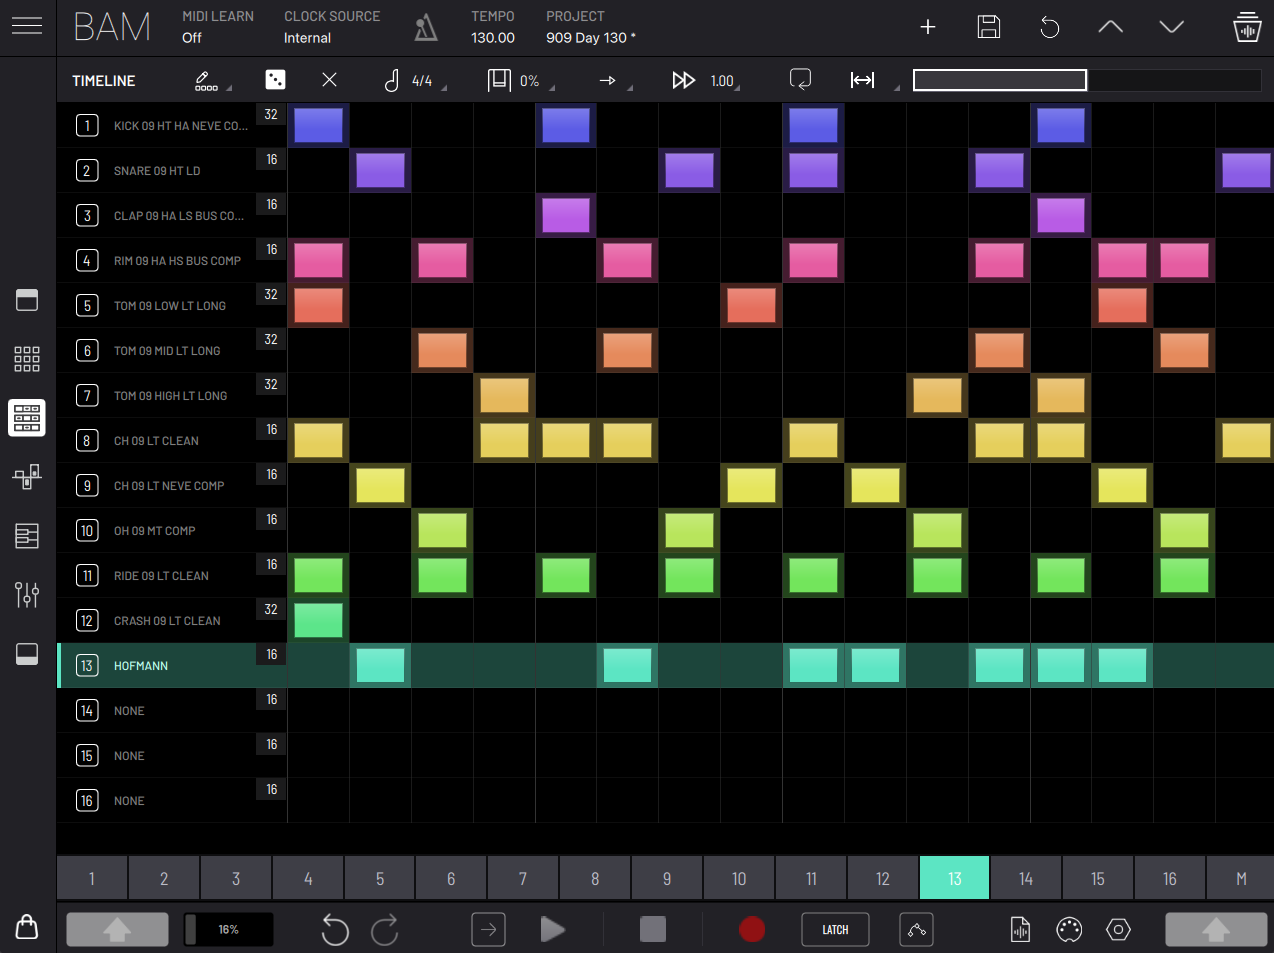 BAM
MIDI LEARN
Off
CLOCK SOURCE
Internal
TEMPO
130.00
PROJECT
909 Day 130 *
TIMELINE
4/4
0%
1.00
1 KICK 09 HT HA NEVE CO... 32
2 SNARE 09 HT LD 16
3 CLAP 09 HA LS BUS CO... 16
4 RIM 09 HA HS BUS COMP 16
5 TOM 09 LOW LT LONG 32
6 TOM 09 MID LT LONG 32
7 TOM 09 HIGH LT LONG 32
8 CH 09 LT CLEAN 16
9 CH 09 LT NEVE COMP 16
10 OH 09 MT COMP 16
11 RIDE 09 LT CLEAN 16
12 CRASH 09 LT CLEAN 32
13 HOFMANN 16
14 NONE 16
15 NONE 16
16 NONE 16
1 2 3 4 5 6 7 8 9 10 11 12 13 14 15 16 M
16%
LATCH